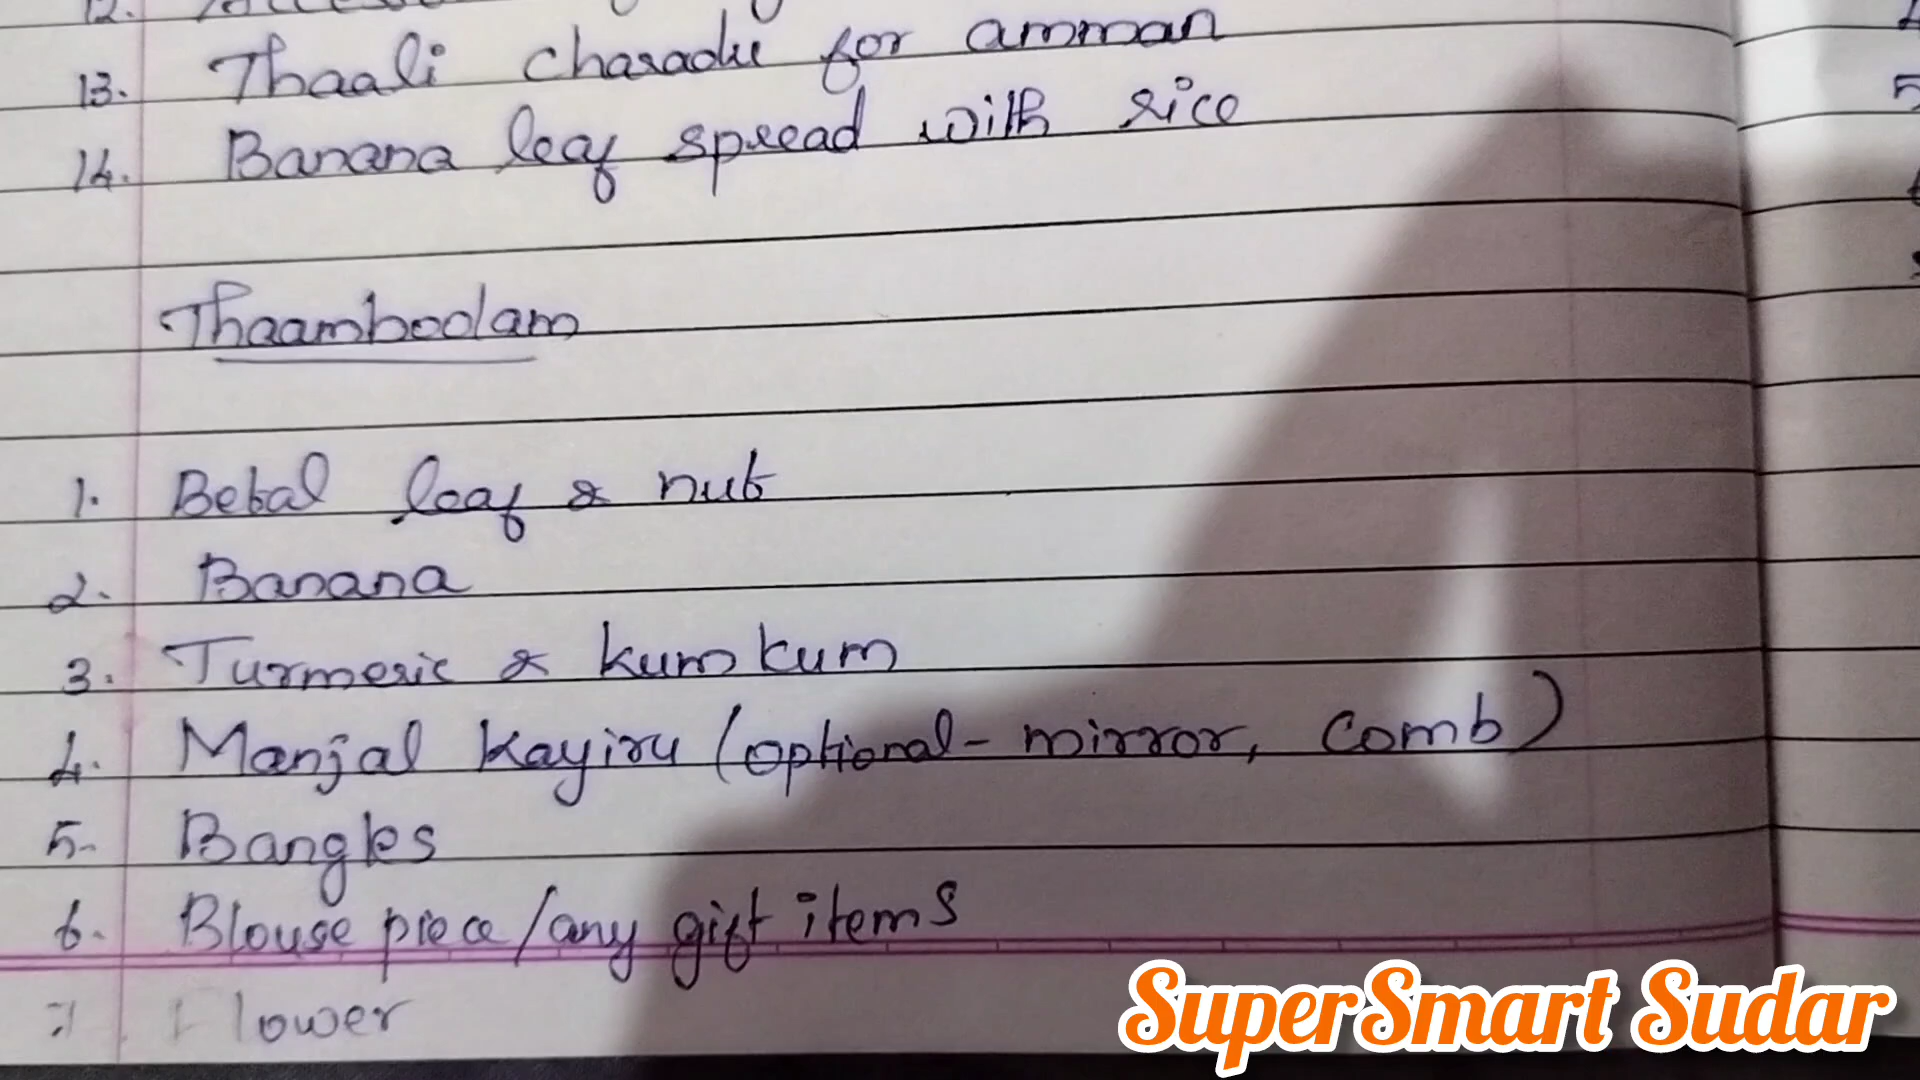 12.
13. Thaali charadu for amman
14. Banana leaf spread with rice
Thaamboolam
1. Betal leaf & nut
2. Banana
3. Turmeric & kumkum
4. Manjal kayiru (optional - mirror, comb)
5. Bangles
6. Blouse piece/any gift items
7. Flower
5
SuperSmart Sudar